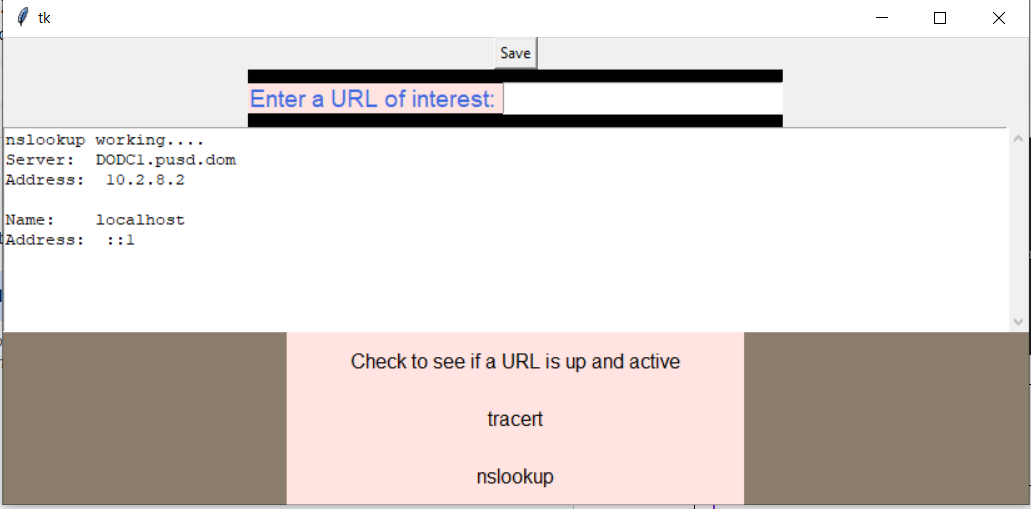 tk
Save
Enter a URL of interest:
nslookup working....
Server:  DODC1.pusd.dom
Address:  10.2.8.2
Name:    localhost
Address:  ::1
Check to see if a URL is up and active
tracert
nslookup